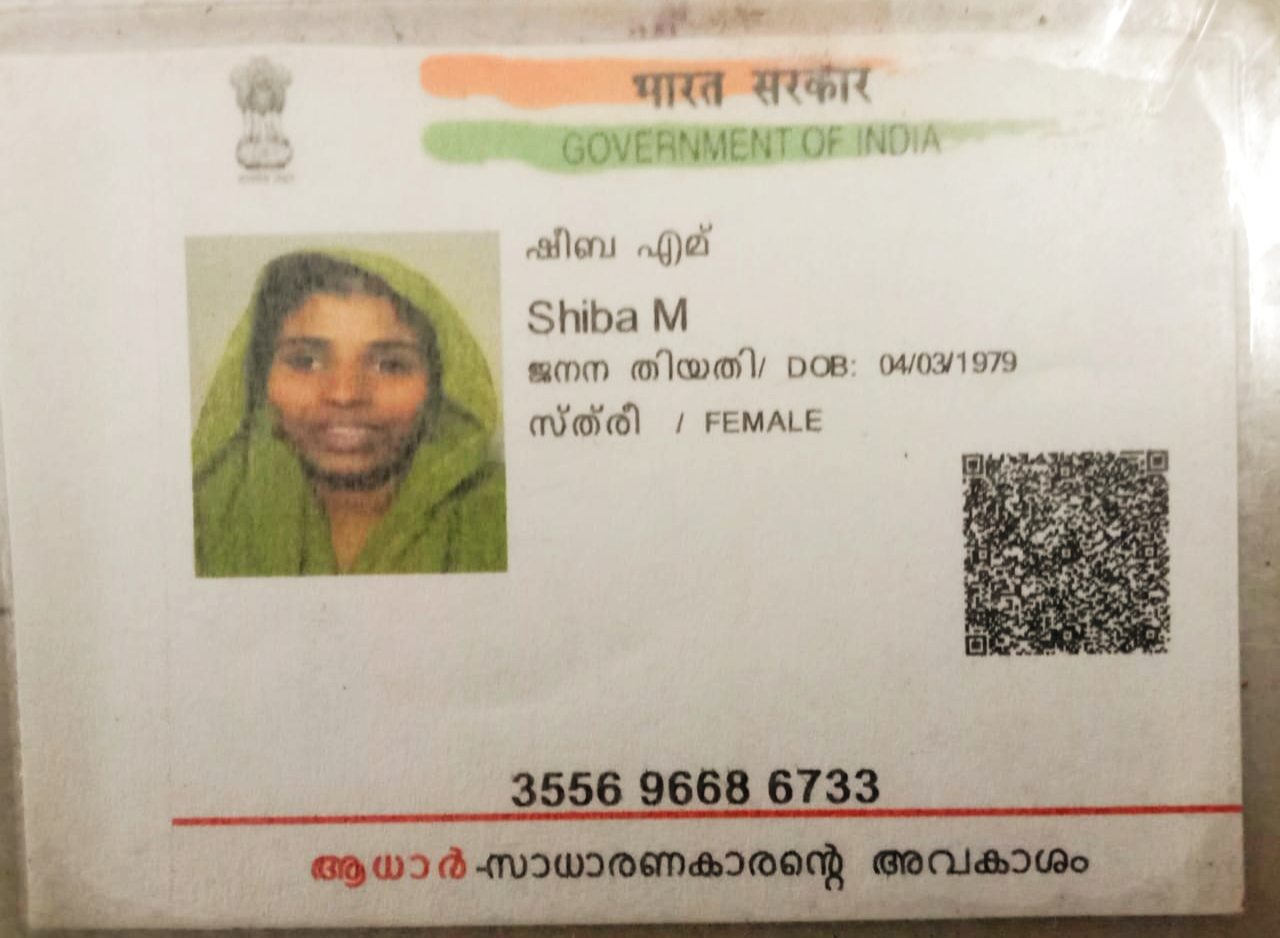 भारत सरकार
GOVERNMENT OF INDIA
ഷീബ എമ്
Shiba M
ജനന തിയതി/ DOB: 04/03/1979
സ്ത്രീ / FEMALE
3556 9668 6733
ആധാർ-സാധാരണകാരന്റെ അവകാശം